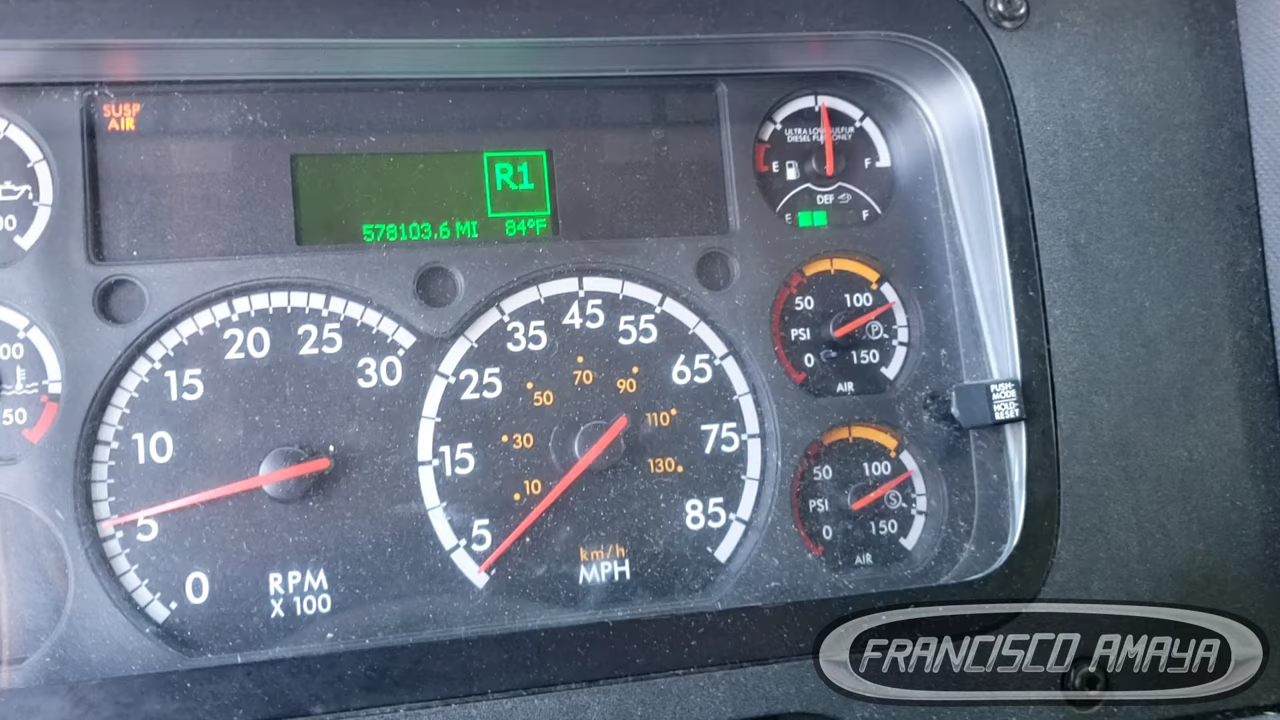 SUSP
AIR
R1
578103.6 MI 84°F
ULTRA LOW SULFUR
DIESEL FUEL ONLY
E F
DEF
E F
00
00
50
0 5 10 15 20 25 30
RPM
X 100
5 15 25 35 45 55 65 75 85
10 30 50 70 90 110 130
km/h
MPH
50 100
PSI P
0 150
AIR
PUSH-
MODE
HOLD-
RESET
50 100
PSI S
0 150
AIR
FRANCISCO AMAYA